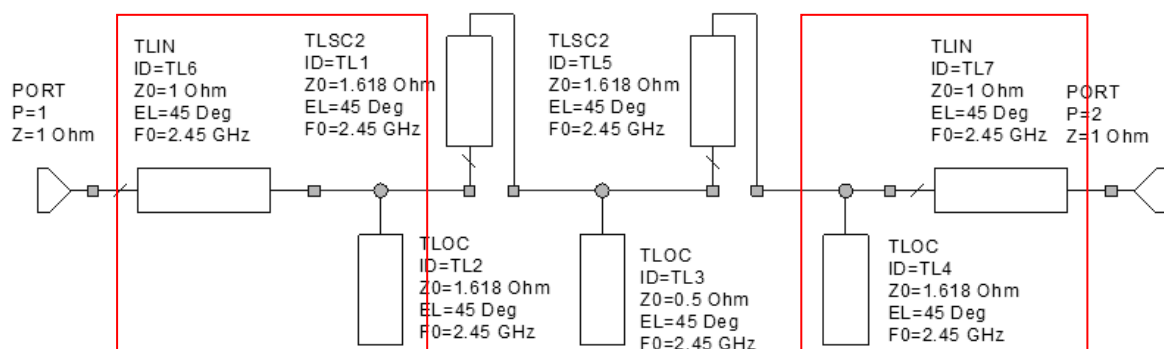 PORT
P=1
Z=1 Ohm
TLIN
ID=TL6
Z0=1 Ohm
EL=45 Deg
F0=2.45 GHz
TLSC2
ID=TL1
Z0=1.618 Ohm
EL=45 Deg
F0=2.45 GHz
TLOC
ID=TL2
Z0=1.618 Ohm
EL=45 Deg
F0=2.45 GHz
TLSC2
ID=TL5
Z0=1.618 Ohm
EL=45 Deg
F0=2.45 GHz
TLOC
ID=TL3
Z0=0.5 Ohm
EL=45 Deg
F0=2.45 GHz
TLIN
ID=TL7
Z0=1 Ohm
EL=45 Deg
F0=2.45 GHz
TLOC
ID=TL4
Z0=1.618 Ohm
EL=45 Deg
F0=2.45 GHz
PORT
P=2
Z=1 Ohm